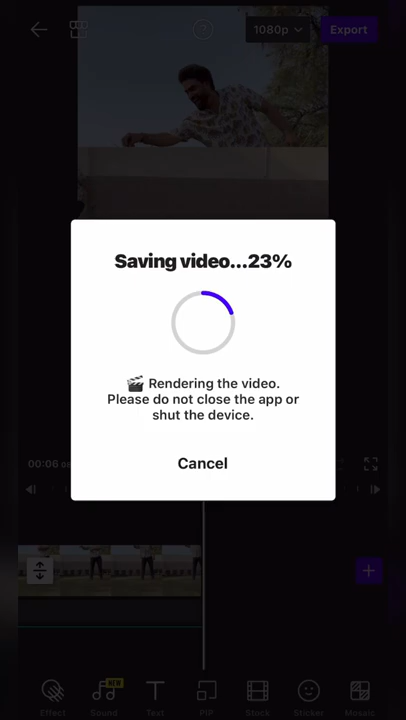 1080p
Export
Saving video...23%
🎬 Rendering the video.
Please do not close the app or
shut the device.
00:06
Cancel
NEW
Effect
Sound
Text
PIP
Stock
Sticker
Mosaic